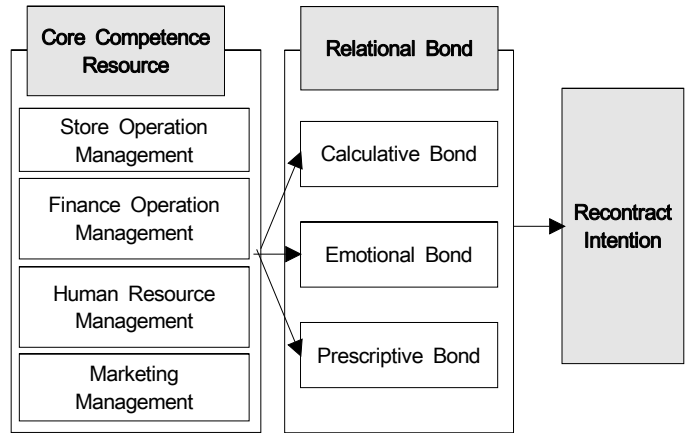 Core Competence
Resource
Store Operation
Management
Finance Operation
Management
Human Resource
Management
Marketing
Management
Relational Bond
Calculative Bond
Emotional Bond
Prescriptive Bond
Recontract
Intention